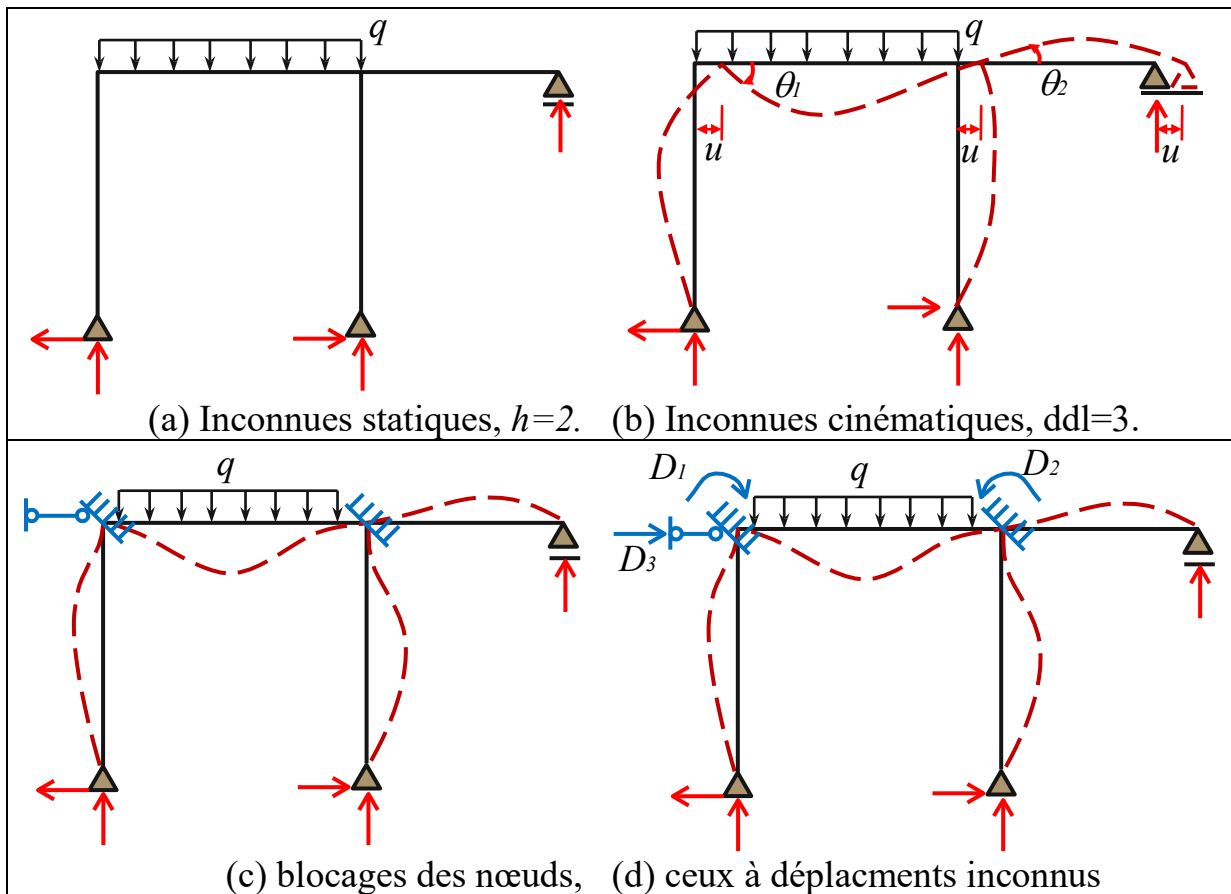 q
(a) Inconnues statiques, h=2.
q
θ1
θ2
u
u
u
(b) Inconnues cinématiques, ddl=3.
q
(c) blocages des nœuds,
D1
q
D2
D3
(d) ceux à déplacments inconnus